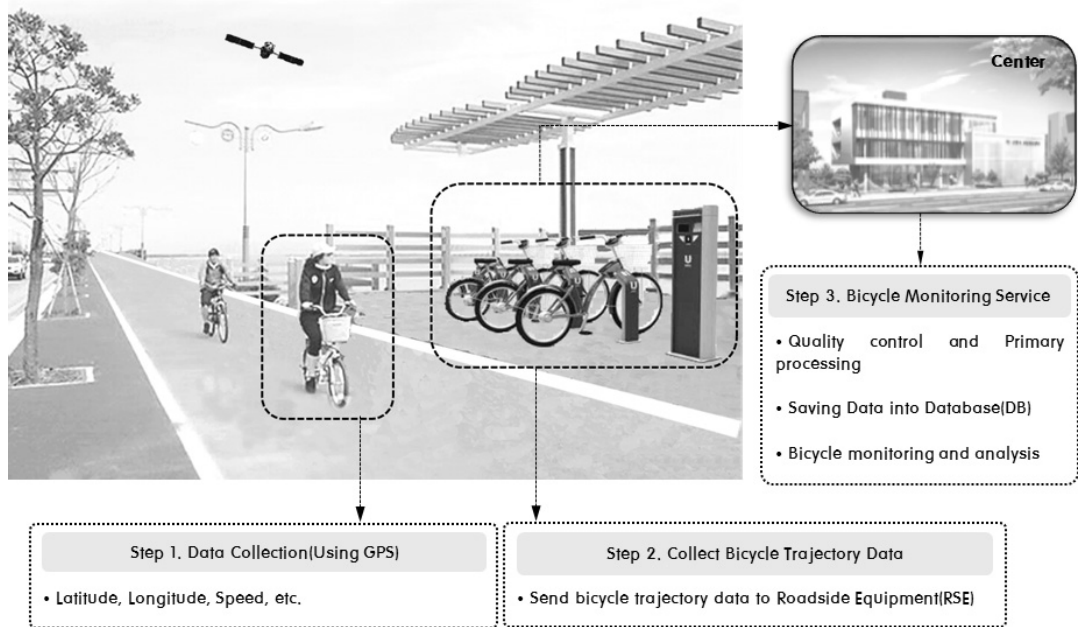 Center
Step 3. Bicycle Monitoring Service
• Quality control and Primary
processing
• Saving Data into Database(DB)
• Bicycle monitoring and analysis
U
U
Step 1. Data Collection(Using GPS)
• Latitude, Longitude, Speed, etc.
Step 2. Collect Bicycle Trajectory Data
• Send bicycle trajectory data to Roadside Equipment(RSE)